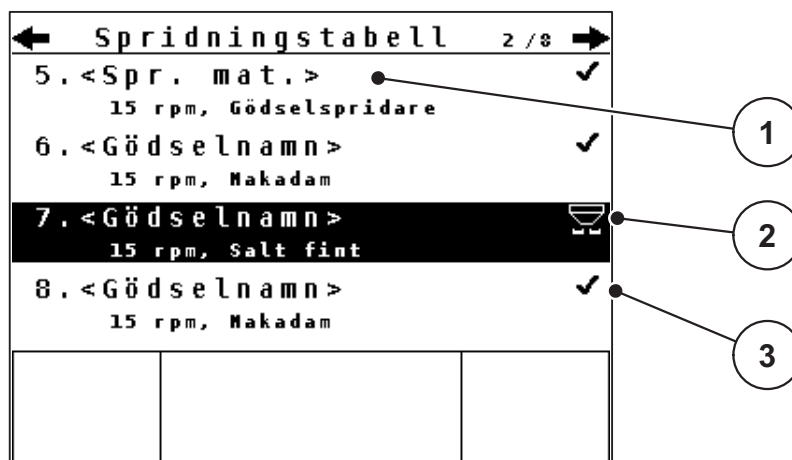 Spridningstabell 2/8
5.<Spr. mat.>
15 rpm, Gödselspridare
6.<Gödselnamn>
15 rpm, Makadam
7.<Gödselnamn>
15 rpm, Salt fint
8.<Gödselnamn>
15 rpm, Makadam
1
2
3